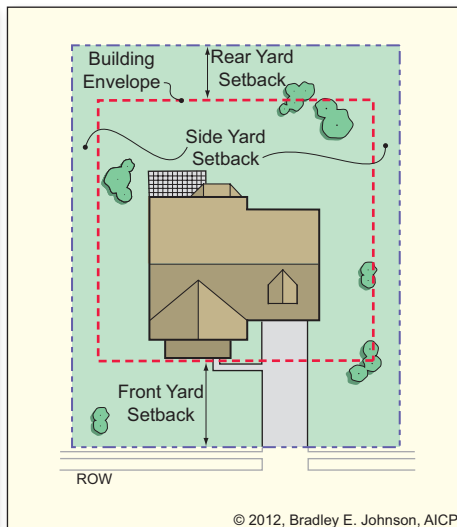 Building
Envelope
Rear Yard
Setback
Side Yard
Setback
Front Yard
Setback
ROW
© 2012, Bradley E. Johnson, AICP